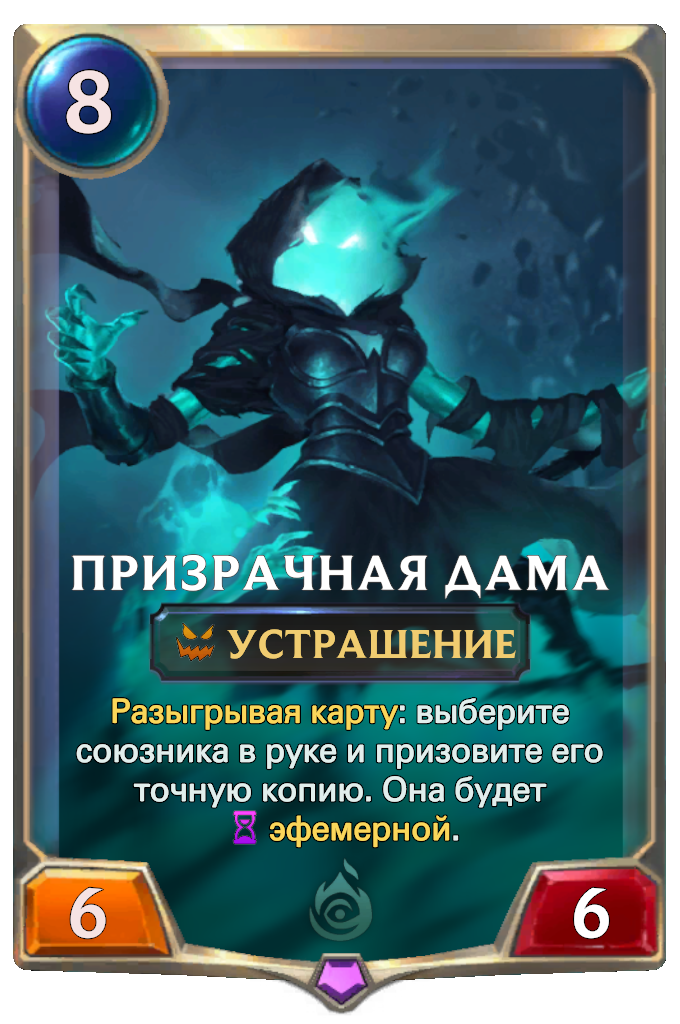 8
ПРИЗРАЧНАЯ ДАМА
УСТРАШЕНИЕ
Разыгрывая карту: выберите
союзника в руке и призовите его
точную копию. Она будет
эфемерной.
6
6